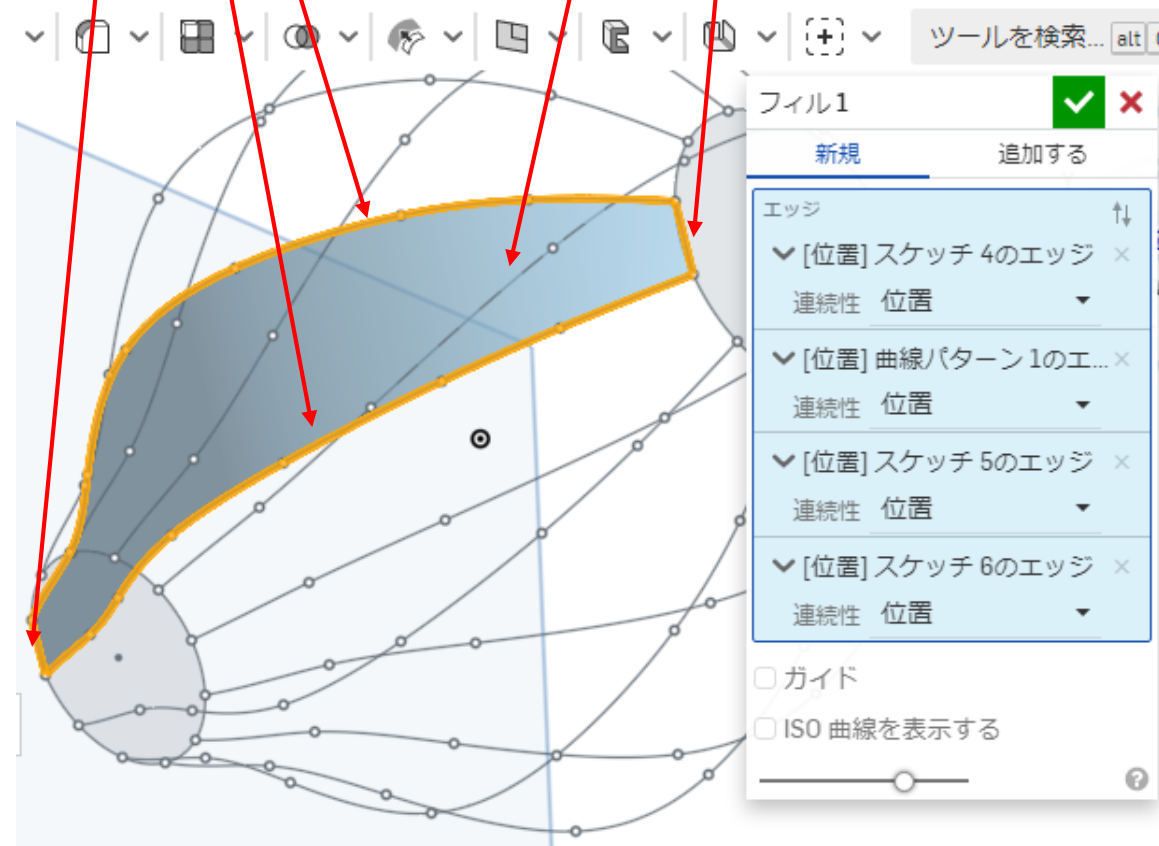 ツールを検索... alt
フィル 1
新規 追加する
エッジ
[位置] スケッチ 4のエッジ
連続性 位置
[位置] 曲線パターン 1のエ...
連続性 位置
[位置] スケッチ 5のエッジ
連続性 位置
[位置] スケッチ 6のエッジ
連続性 位置
ガイド
ISO 曲線を表示する